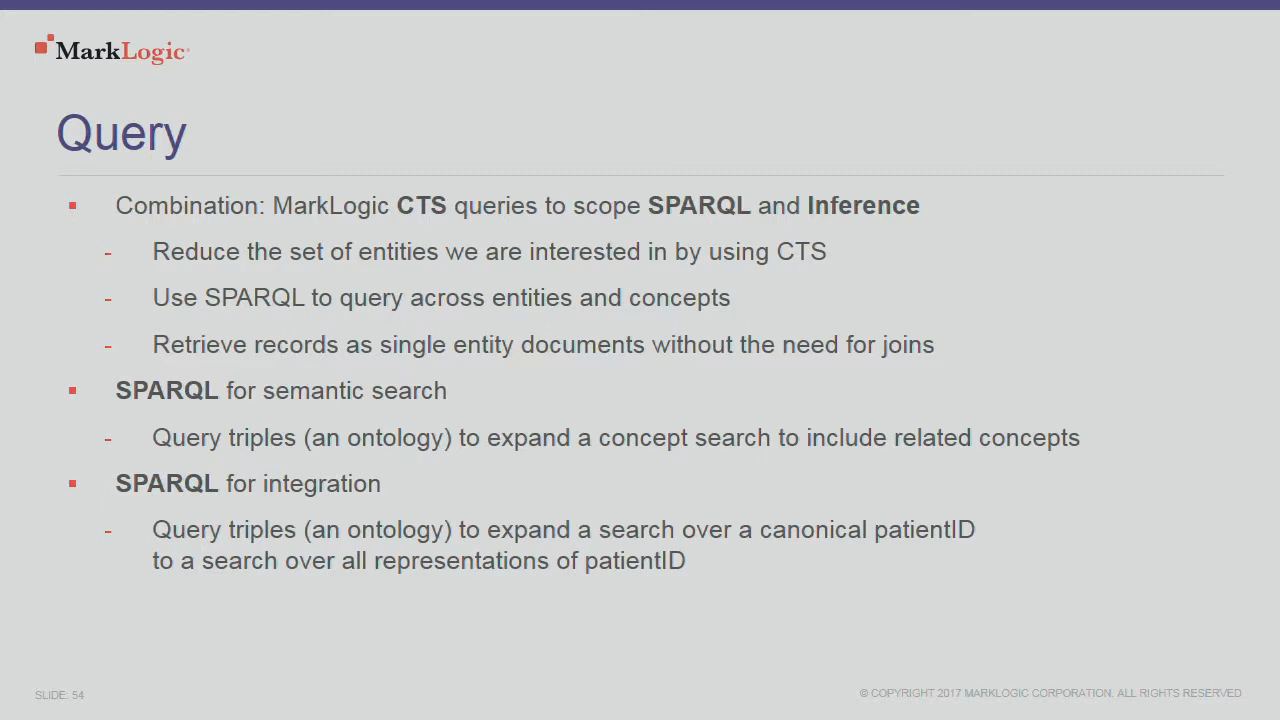 MarkLogic
Query
Combination: MarkLogic CTS queries to scope SPARQL and Inference
- Reduce the set of entities we are interested in by using CTS
- Use SPARQL to query across entities and concepts
- Retrieve records as single entity documents without the need for joins
SPARQL for semantic search
- Query triples (an ontology) to expand a concept search to include related concepts
SPARQL for integration
- Query triples (an ontology) to expand a search over a canonical patientID
to a search over all representations of patientID
SLIDE: 54
© COPYRIGHT 2017 MARKLOGIC CORPORATION. ALL RIGHTS RESERVED